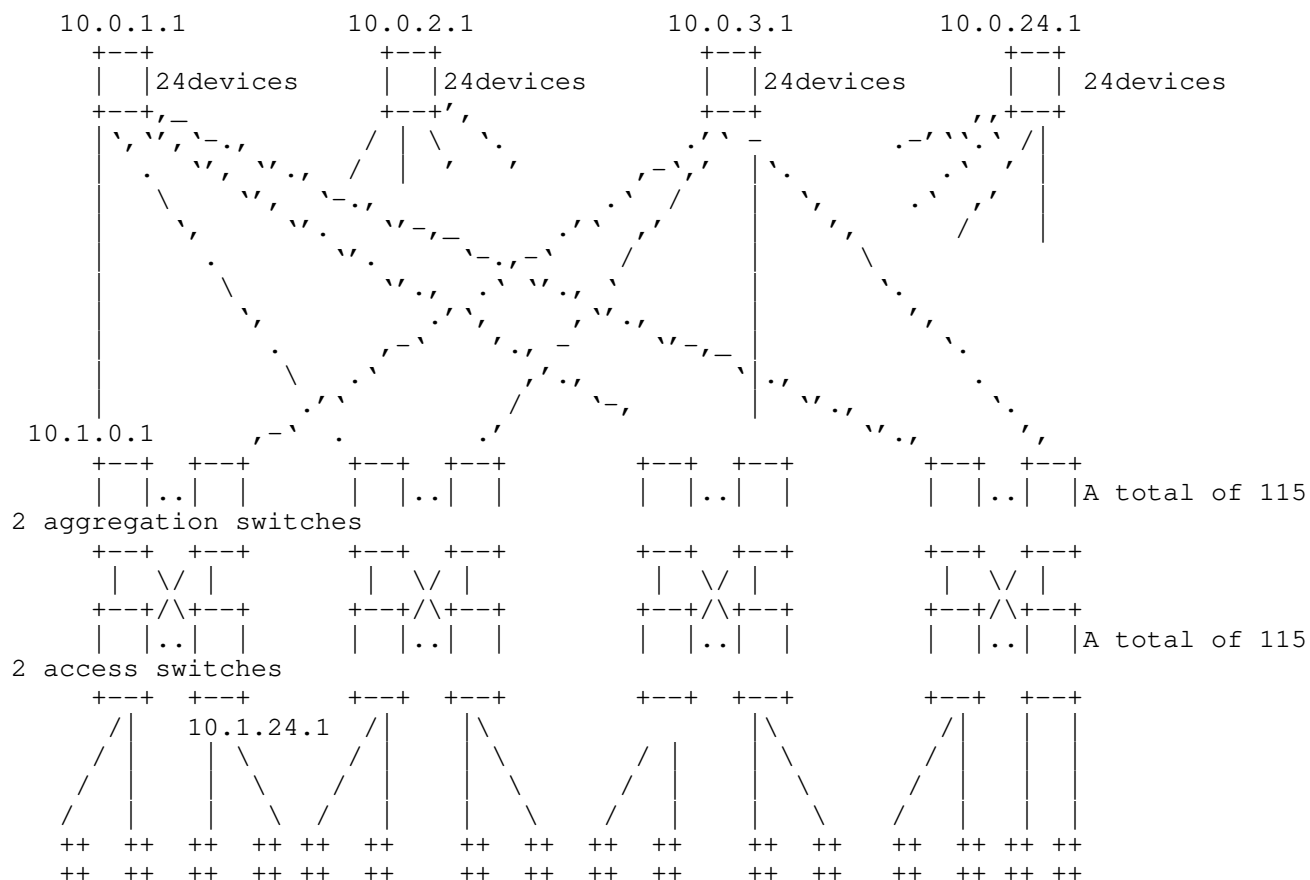 10.0.1.1 10.0.2.1 10.0.3.1 10.0.24.1
24devices 24devices 24devices 24devices
10.1.0.1
A total of 115
2 aggregation switches
A total of 115
2 access switches
10.1.24.1